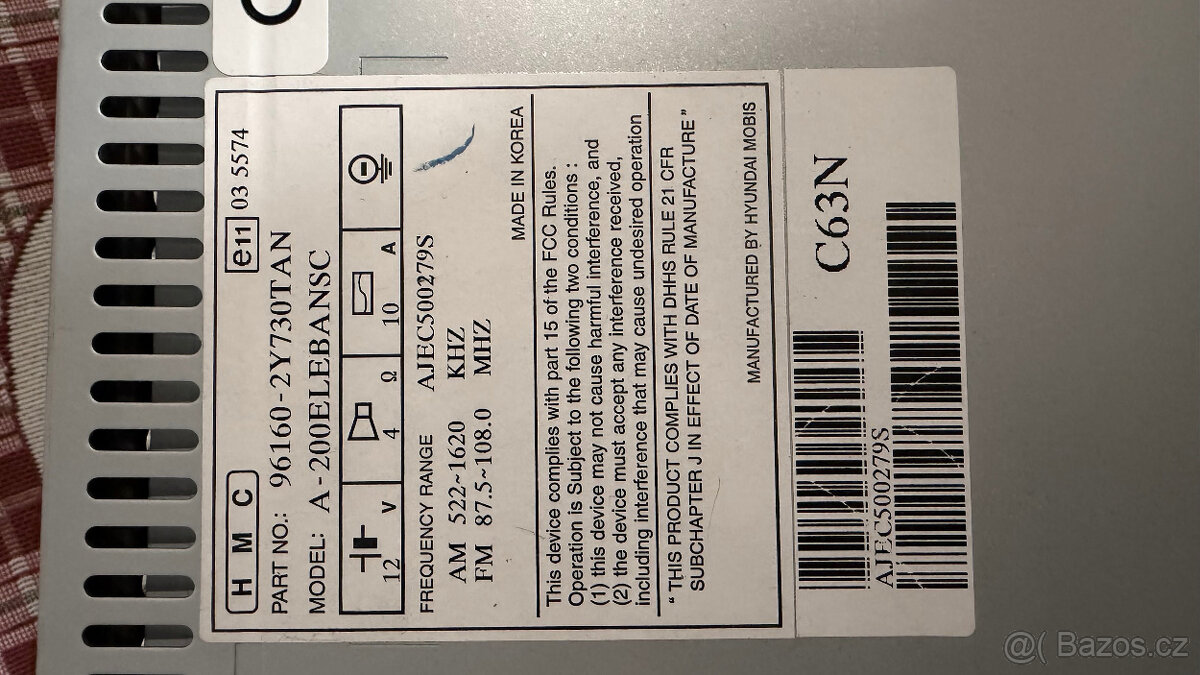 H M C
e11 03 5574
PART NO.: 96160-2Y730TAN
MODEL: A-200ELEBANSC
12 V 4 Ω 10 A
FREQUENCY RANGE AJEC500279S
AM 522~1620 KHZ
FM 87.5~108.0 MHZ
MADE IN KOREA
This device complies with part 15 of the FCC Rules.
Operation is Subject to the following two conditions :
(1) this device may not cause harmful interference, and
(2) the device must accept any interference received,
including interference that may cause undesired operation
“ THIS PRODUCT COMPLIES WITH DHHS RULE 21 CFR
SUBCHAPTER J IN EFFECT OF DATE OF MANUFACTURE ”
MANUFACTURED BY HYUNDAI MOBIS
C63N
AJEC500279S
@( Bazos.cz